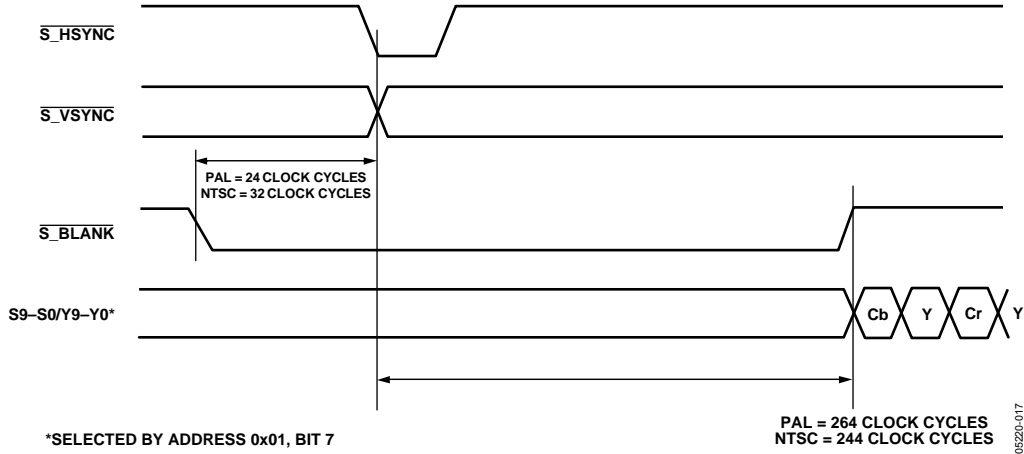 S_HSYNC
S_VSYNC
PAL = 24 CLOCK CYCLES
NTSC = 32 CLOCK CYCLES
S_BLANK
S9–S0/Y9–Y0*
Cb Y Cr Y
PAL = 264 CLOCK CYCLES
NTSC = 244 CLOCK CYCLES
*SELECTED BY ADDRESS 0x01, BIT 7
05220-017